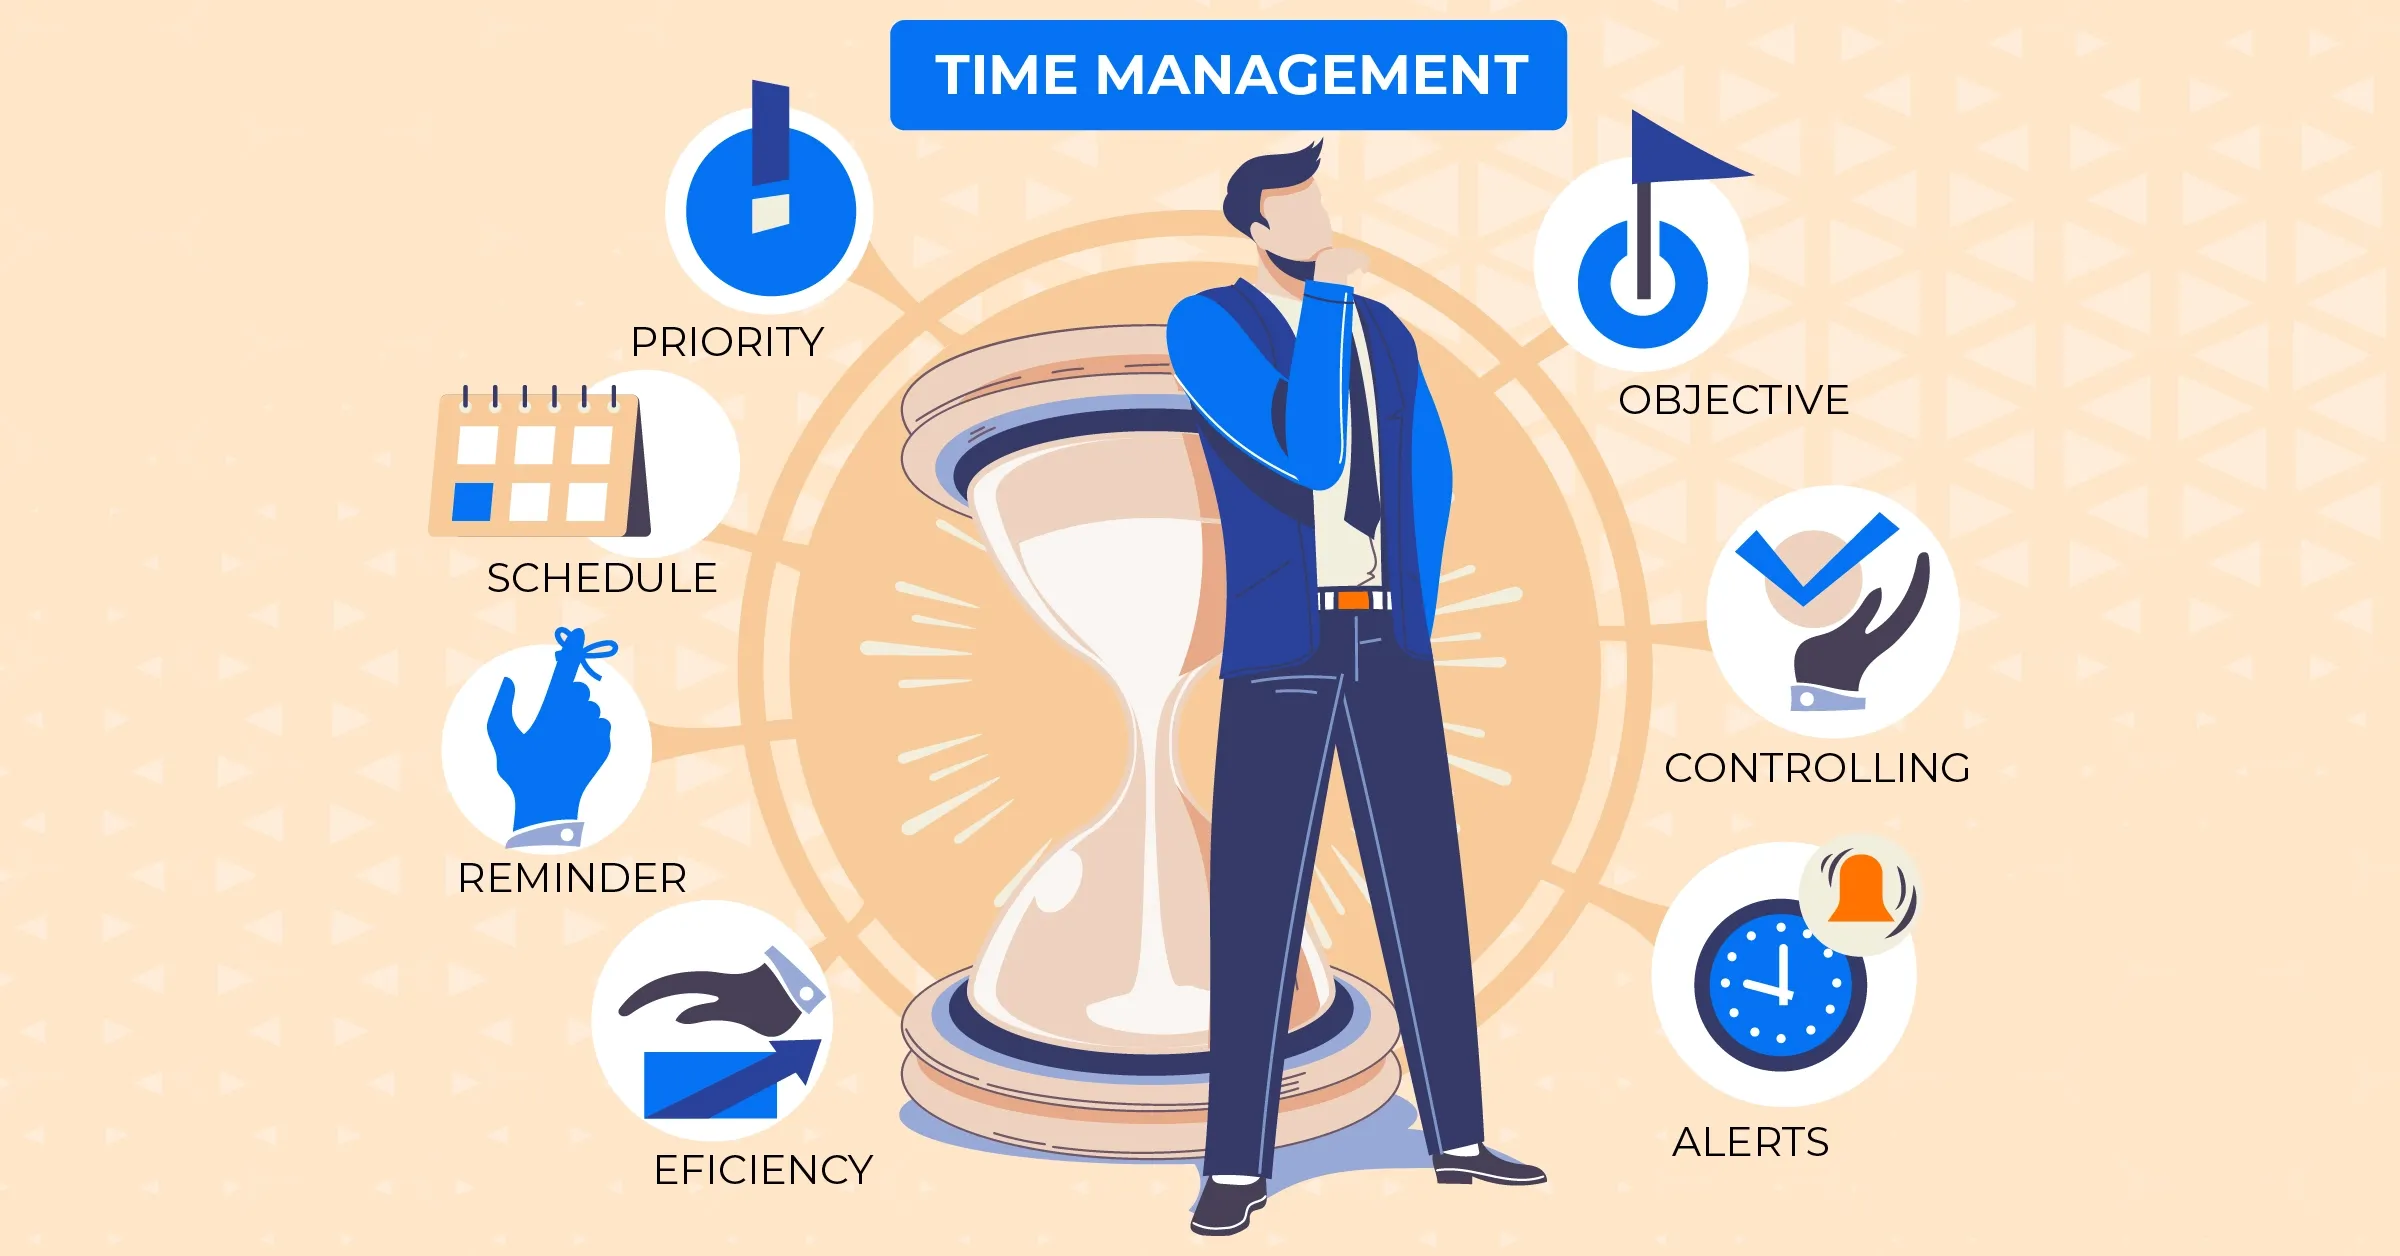 TIME MANAGEMENT
PRIORITY
SCHEDULE
REMINDER
EFICIENCY
OBJECTIVE
CONTROLLING
ALERTS